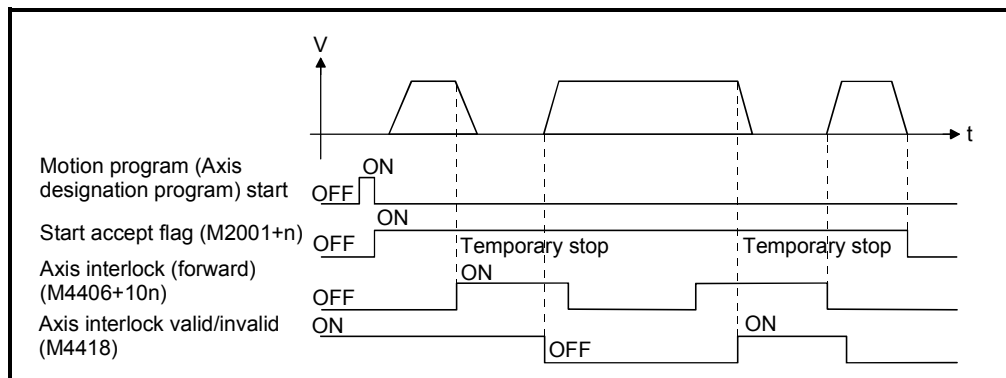 V
t
Motion program (Axis
designation program) start
OFF
ON
Start accept flag (M2001+n)
OFF
ON
Temporary stop
Temporary stop
Axis interlock (forward)
(M4406+10n)
OFF
ON
Axis interlock valid/invalid
(M4418)
ON
OFF
ON